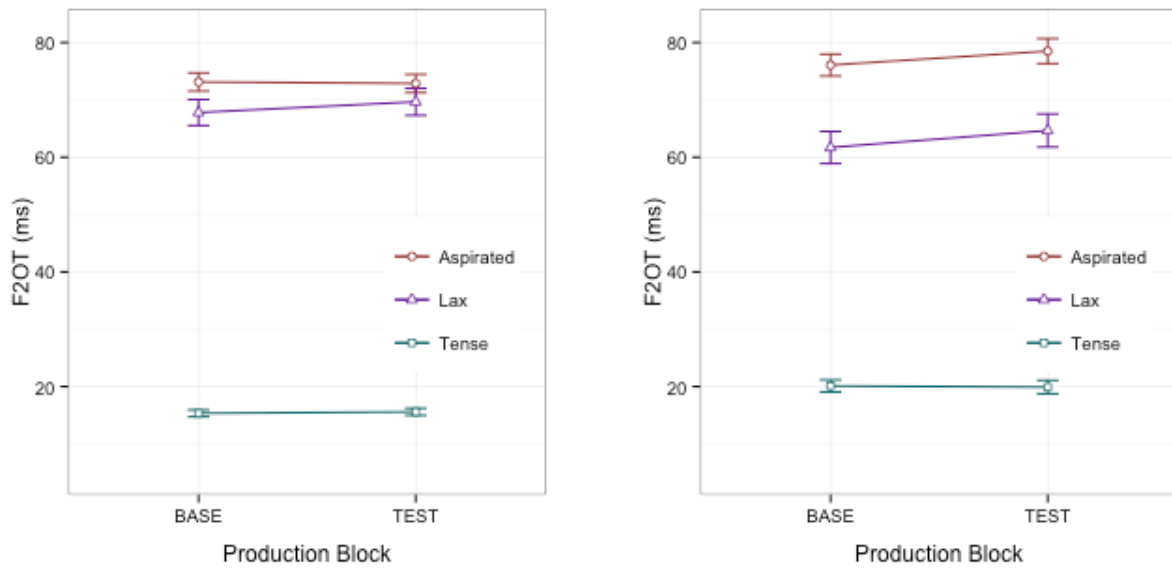 80
60
40
20
F2OT (ms)
Aspirated
Lax
Tense
BASE TEST
Production Block
80
60
40
20
F2OT (ms)
Aspirated
Lax
Tense
BASE TEST
Production Block